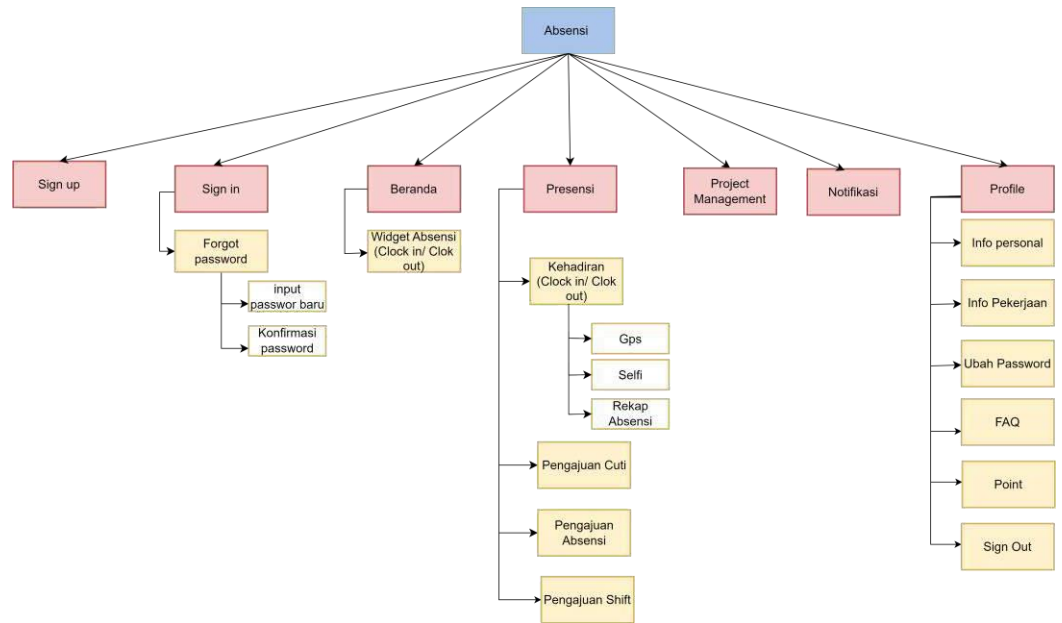 Absensi
Sign up
Sign in
Beranda
Presensi
Project
Management
Notifikasi
Profile
Forgot
password
input
passwor baru
Konfirmasi
password
Widget Absensi
(Clock in/ Clok
out)
Kehadiran
(Clock in/ Clok
out)
Gps
Selfi
Rekap
Absensi
Pengajuan Cuti
Pengajuan
Absensi
Pengajuan Shift
Info personal
Info Pekerjaan
Ubah Password
FAQ
Point
Sign Out